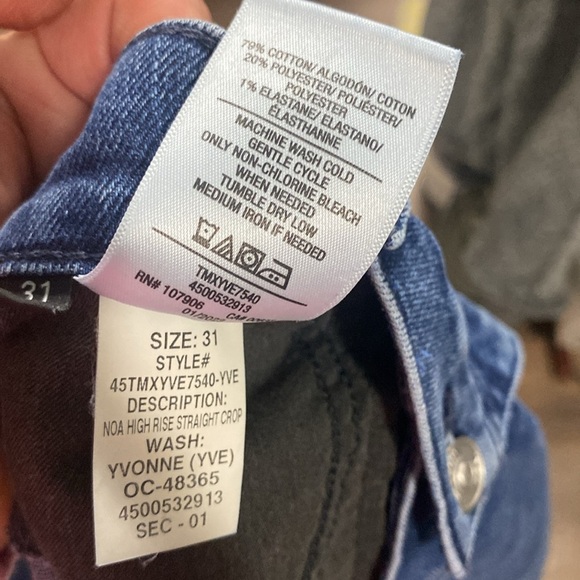 79% COTTON/ ALGODÓN/ COTON
20% POLYESTER/ POLIÉSTER/
POLYESTER
1% ELASTANE/ ELASTANO/
ÉLASTHANNE
MACHINE WASH COLD
GENTLE CYCLE
ONLY NON-CHLORINE BLEACH
WHEN NEEDED
TUMBLE DRY LOW
MEDIUM IRON IF NEEDED
TMXYVE7540
4500532913
RN# 107906
31
SIZE: 31
STYLE#
45TMXYVE7540-YVE
DESCRIPTION:
NOA HIGH RISE STRAIGHT CROP
WASH:
YVONNE (YVE)
OC-48365
4500532913
SEC - 01